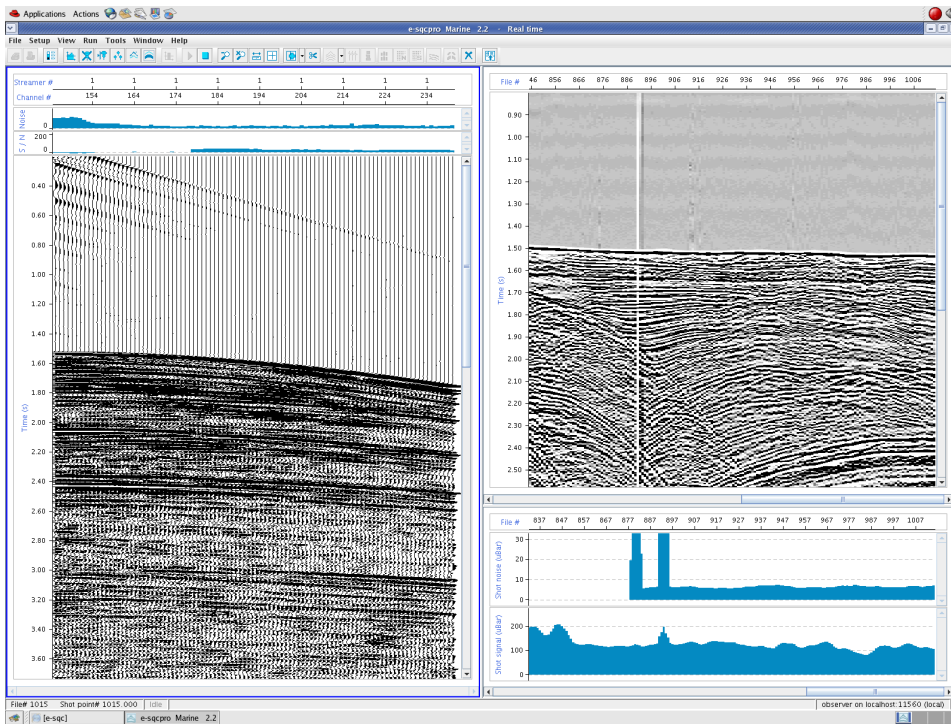 Applications Actions
e-sqcpro Marine 2.2 - Real time
File Setup View Run Tools Window Help
Streamer # 1 1 1 1 1 1 1 1 1
Channel # 154 164 174 184 194 204 214 224 234
Noise 0
S / N 200 0
Time (s)
0.40
0.60
0.80
1.00
1.20
1.40
1.60
1.80
2.00
2.20
2.40
2.60
2.80
3.00
3.20
3.40
3.60
File # 46 856 866 876 886 896 906 916 926 936 946 956 966 976 986 996 1006
Time (s)
0.90
1.00
1.10
1.20
1.30
1.40
1.50
1.60
1.70
1.80
1.90
2.00
2.10
2.20
2.30
2.40
2.50
File # 837 847 857 867 877 887 897 907 917 927 937 947 957 967 977 987 997 1007
Shot noise (uBar)
30
20
10
0
Shot signal (uBar)
200
100
0
File# 1015 Shot point# 1015.000 Idle observer on localhost:11560 (local)
[e-sqc] e-sqcpro Marine 2.2